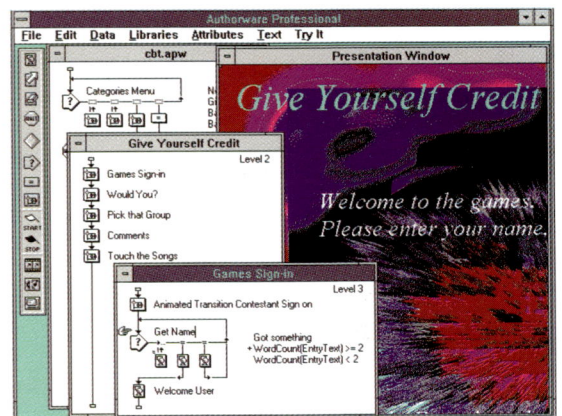 Authorware Professional
File Edit Data Libraries Attributes Text Try It
cbt.apw
Categories Menu
START
STOP
Presentation Window
Give Yourself Credit
Welcome to the games.
Please enter your name.
Give Yourself Credit
Level 2
Games Sign-in
Would You?
Pick that Group
Comments
Touch the Songs
Games Sign-in
Level 3
Animated Transition Contestant Sign on
Get Name
Got something
+WordCount(EntryText) >= 2
WordCount(EntryText) < 2
Welcome User